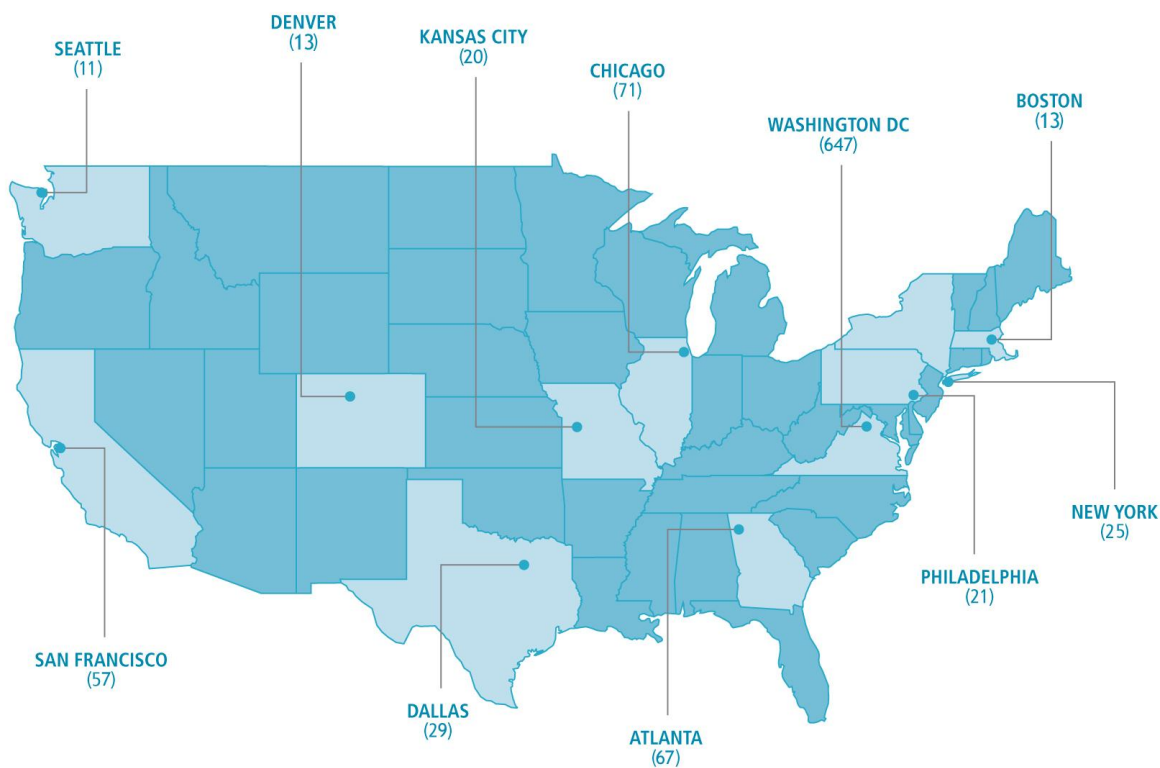 DENVER
(13)
KANSAS CITY
(20)
SEATTLE
(11)
CHICAGO
(71)
BOSTON
(13)
WASHINGTON DC
(647)
NEW YORK
(25)
PHILADELPHIA
(21)
SAN FRANCISCO
(57)
DALLAS
(29)
ATLANTA
(67)